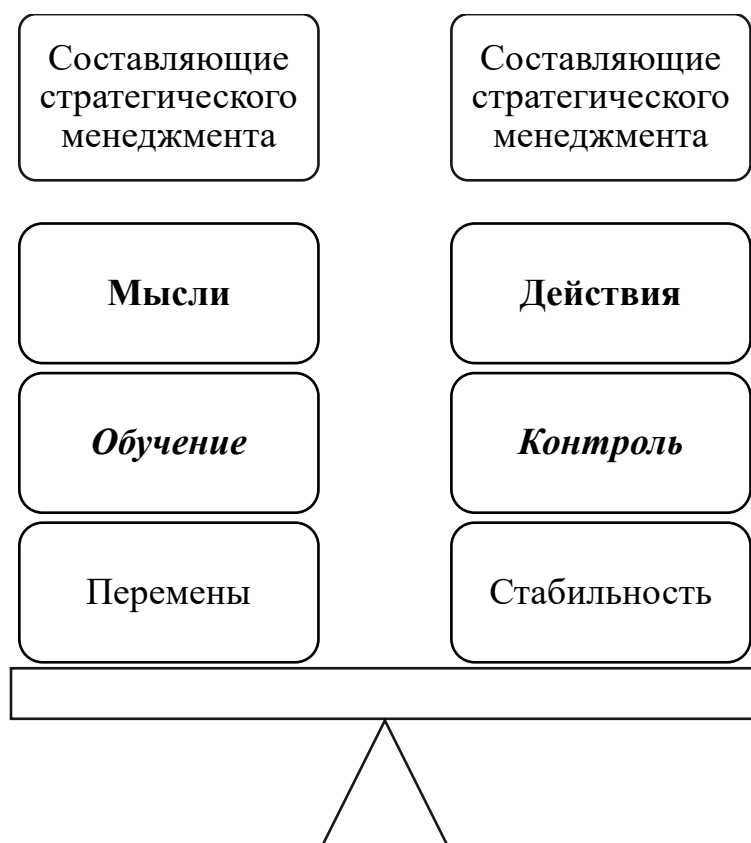 Составляющие
стратегического
менеджмента
Составляющие
стратегического
менеджмента
Мысли
Действия
Обучение
Контроль
Перемены
Стабильность